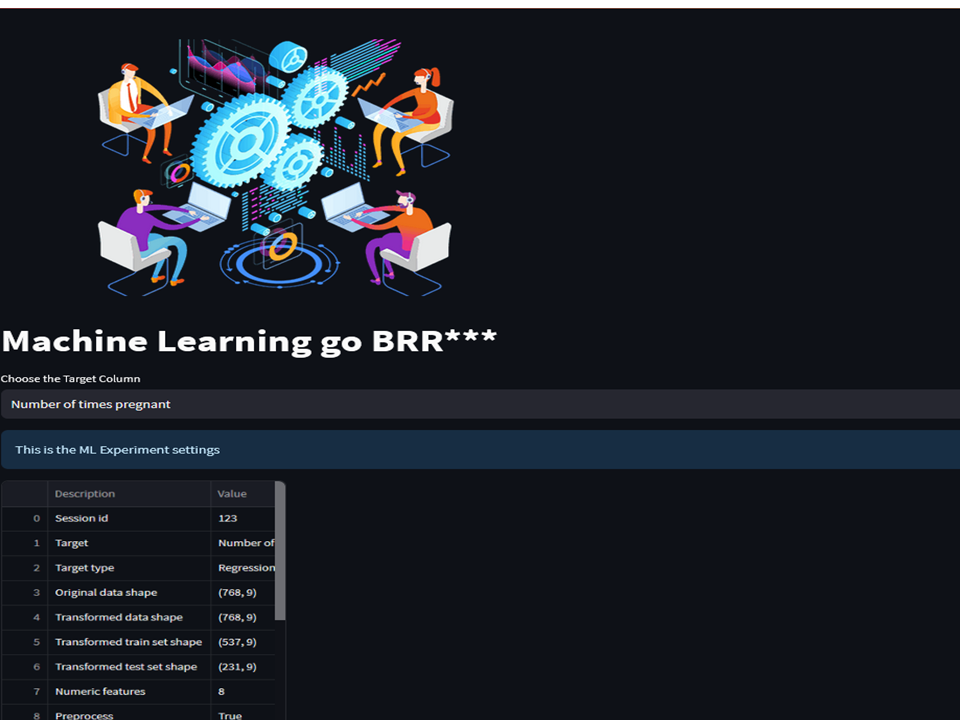 Machine Learning go BRR***
Choose the Target Column
Number of times pregnant
This is the ML Experiment settings
Description Value
0 Session id 123
1 Target Number of
2 Target type Regression
3 Original data shape (768, 9)
4 Transformed data shape (768, 9)
5 Transformed train set shape (537, 9)
6 Transformed test set shape (231, 9)
7 Numeric features 8
8 Preprocess True